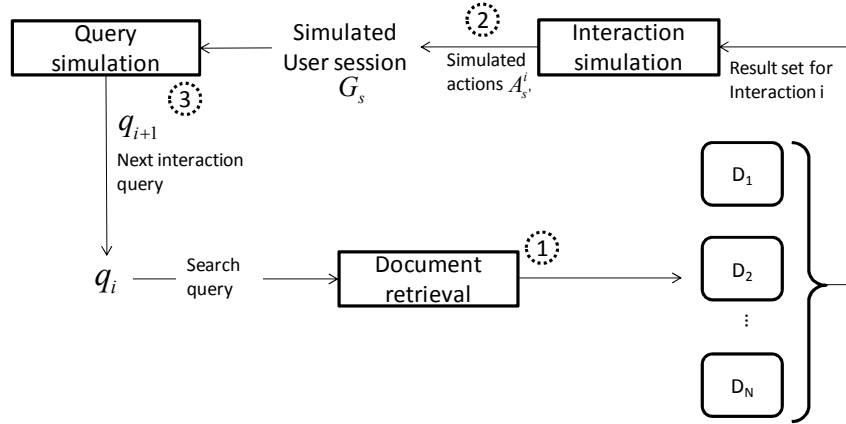 Query
simulation
3
Simulated
User session
G_s
2
Simulated
actions A^i_{s'}
Interaction
simulation
Result set for
Interaction i
q_{i+1}
Next interaction
query
q_i
Search
query
Document
retrieval
1
D_1
D_2
⋮
D_N